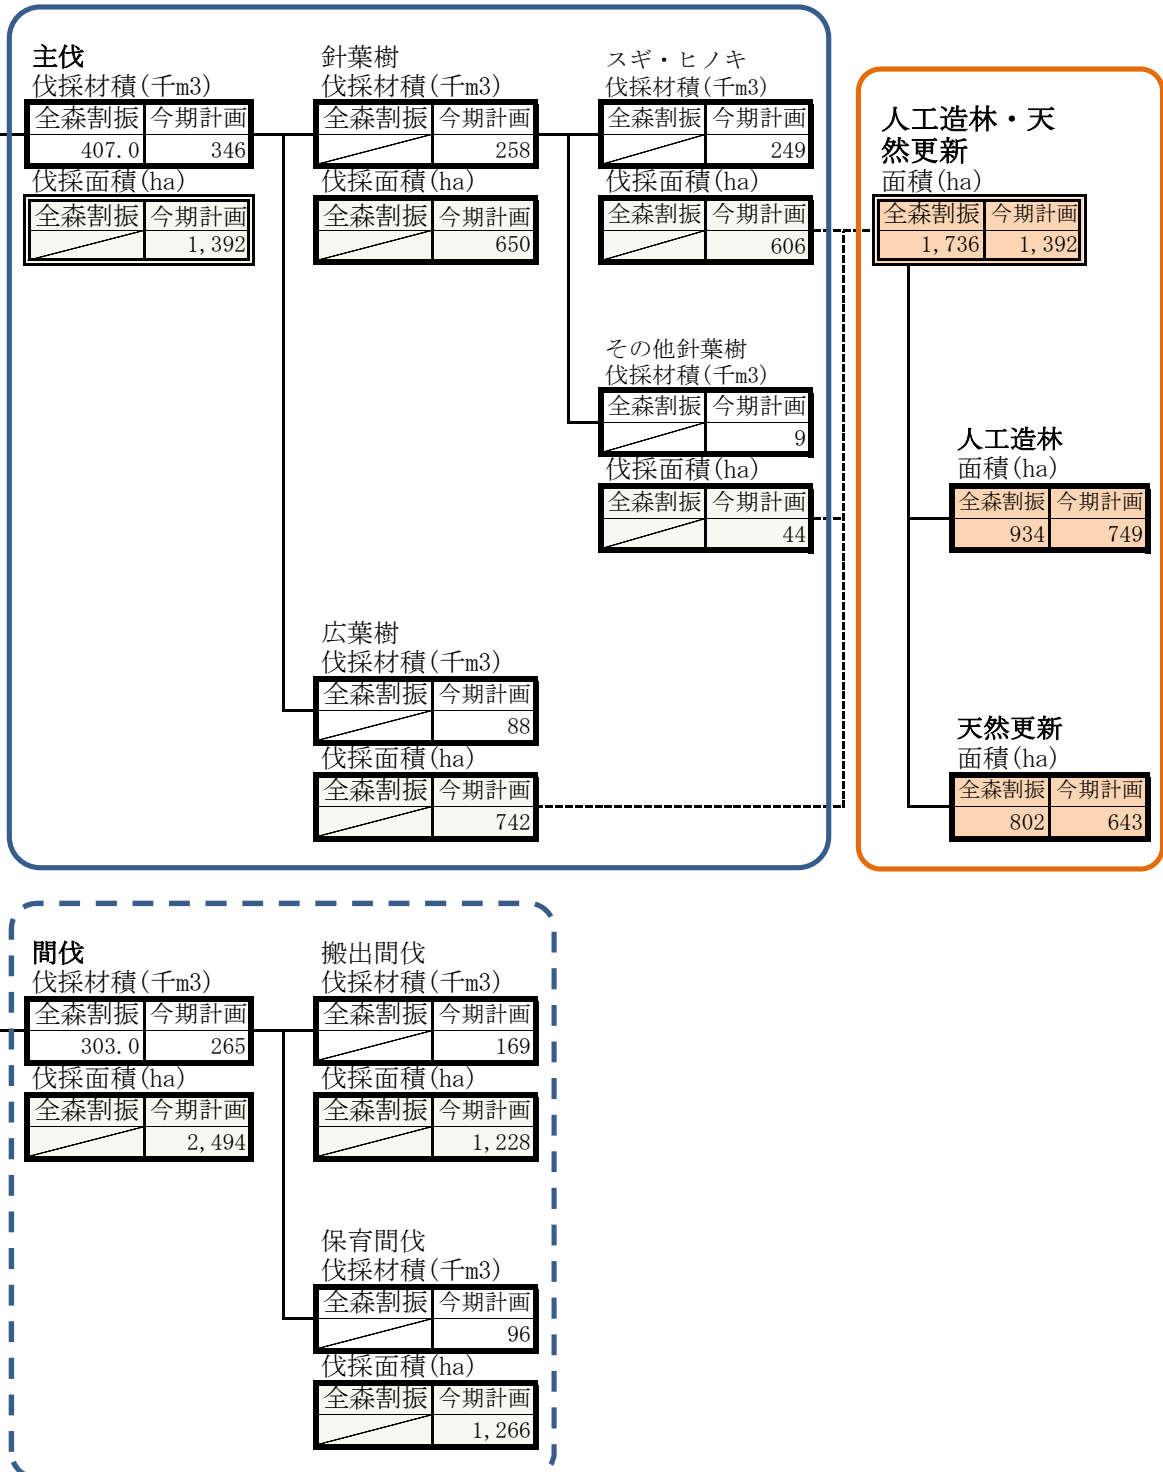 主伐
伐採材積(千m3)
全森割振 今期計画
407.0 346
伐採面積(ha)
全森割振 今期計画
1,392
針葉樹
伐採材積(千m3)
全森割振 今期計画
258
伐採面積(ha)
全森割振 今期計画
650
スギ・ヒノキ
伐採材積(千m3)
全森割振 今期計画
249
伐採面積(ha)
全森割振 今期計画
606
その他針葉樹
伐採材積(千m3)
全森割振 今期計画
9
伐採面積(ha)
全森割振 今期計画
44
広葉樹
伐採材積(千m3)
全森割振 今期計画
88
伐採面積(ha)
全森割振 今期計画
742
人工造林・天
然更新
面積(ha)
全森割振 今期計画
1,736 1,392
人工造林
面積(ha)
全森割振 今期計画
934 749
天然更新
面積(ha)
全森割振 今期計画
802 643
間伐
伐採材積(千m3)
全森割振 今期計画
303.0 265
伐採面積(ha)
全森割振 今期計画
2,494
搬出間伐
伐採材積(千m3)
全森割振 今期計画
169
伐採面積(ha)
全森割振 今期計画
1,228
保育間伐
伐採材積(千m3)
全森割振 今期計画
96
伐採面積(ha)
全森割振 今期計画
1,266